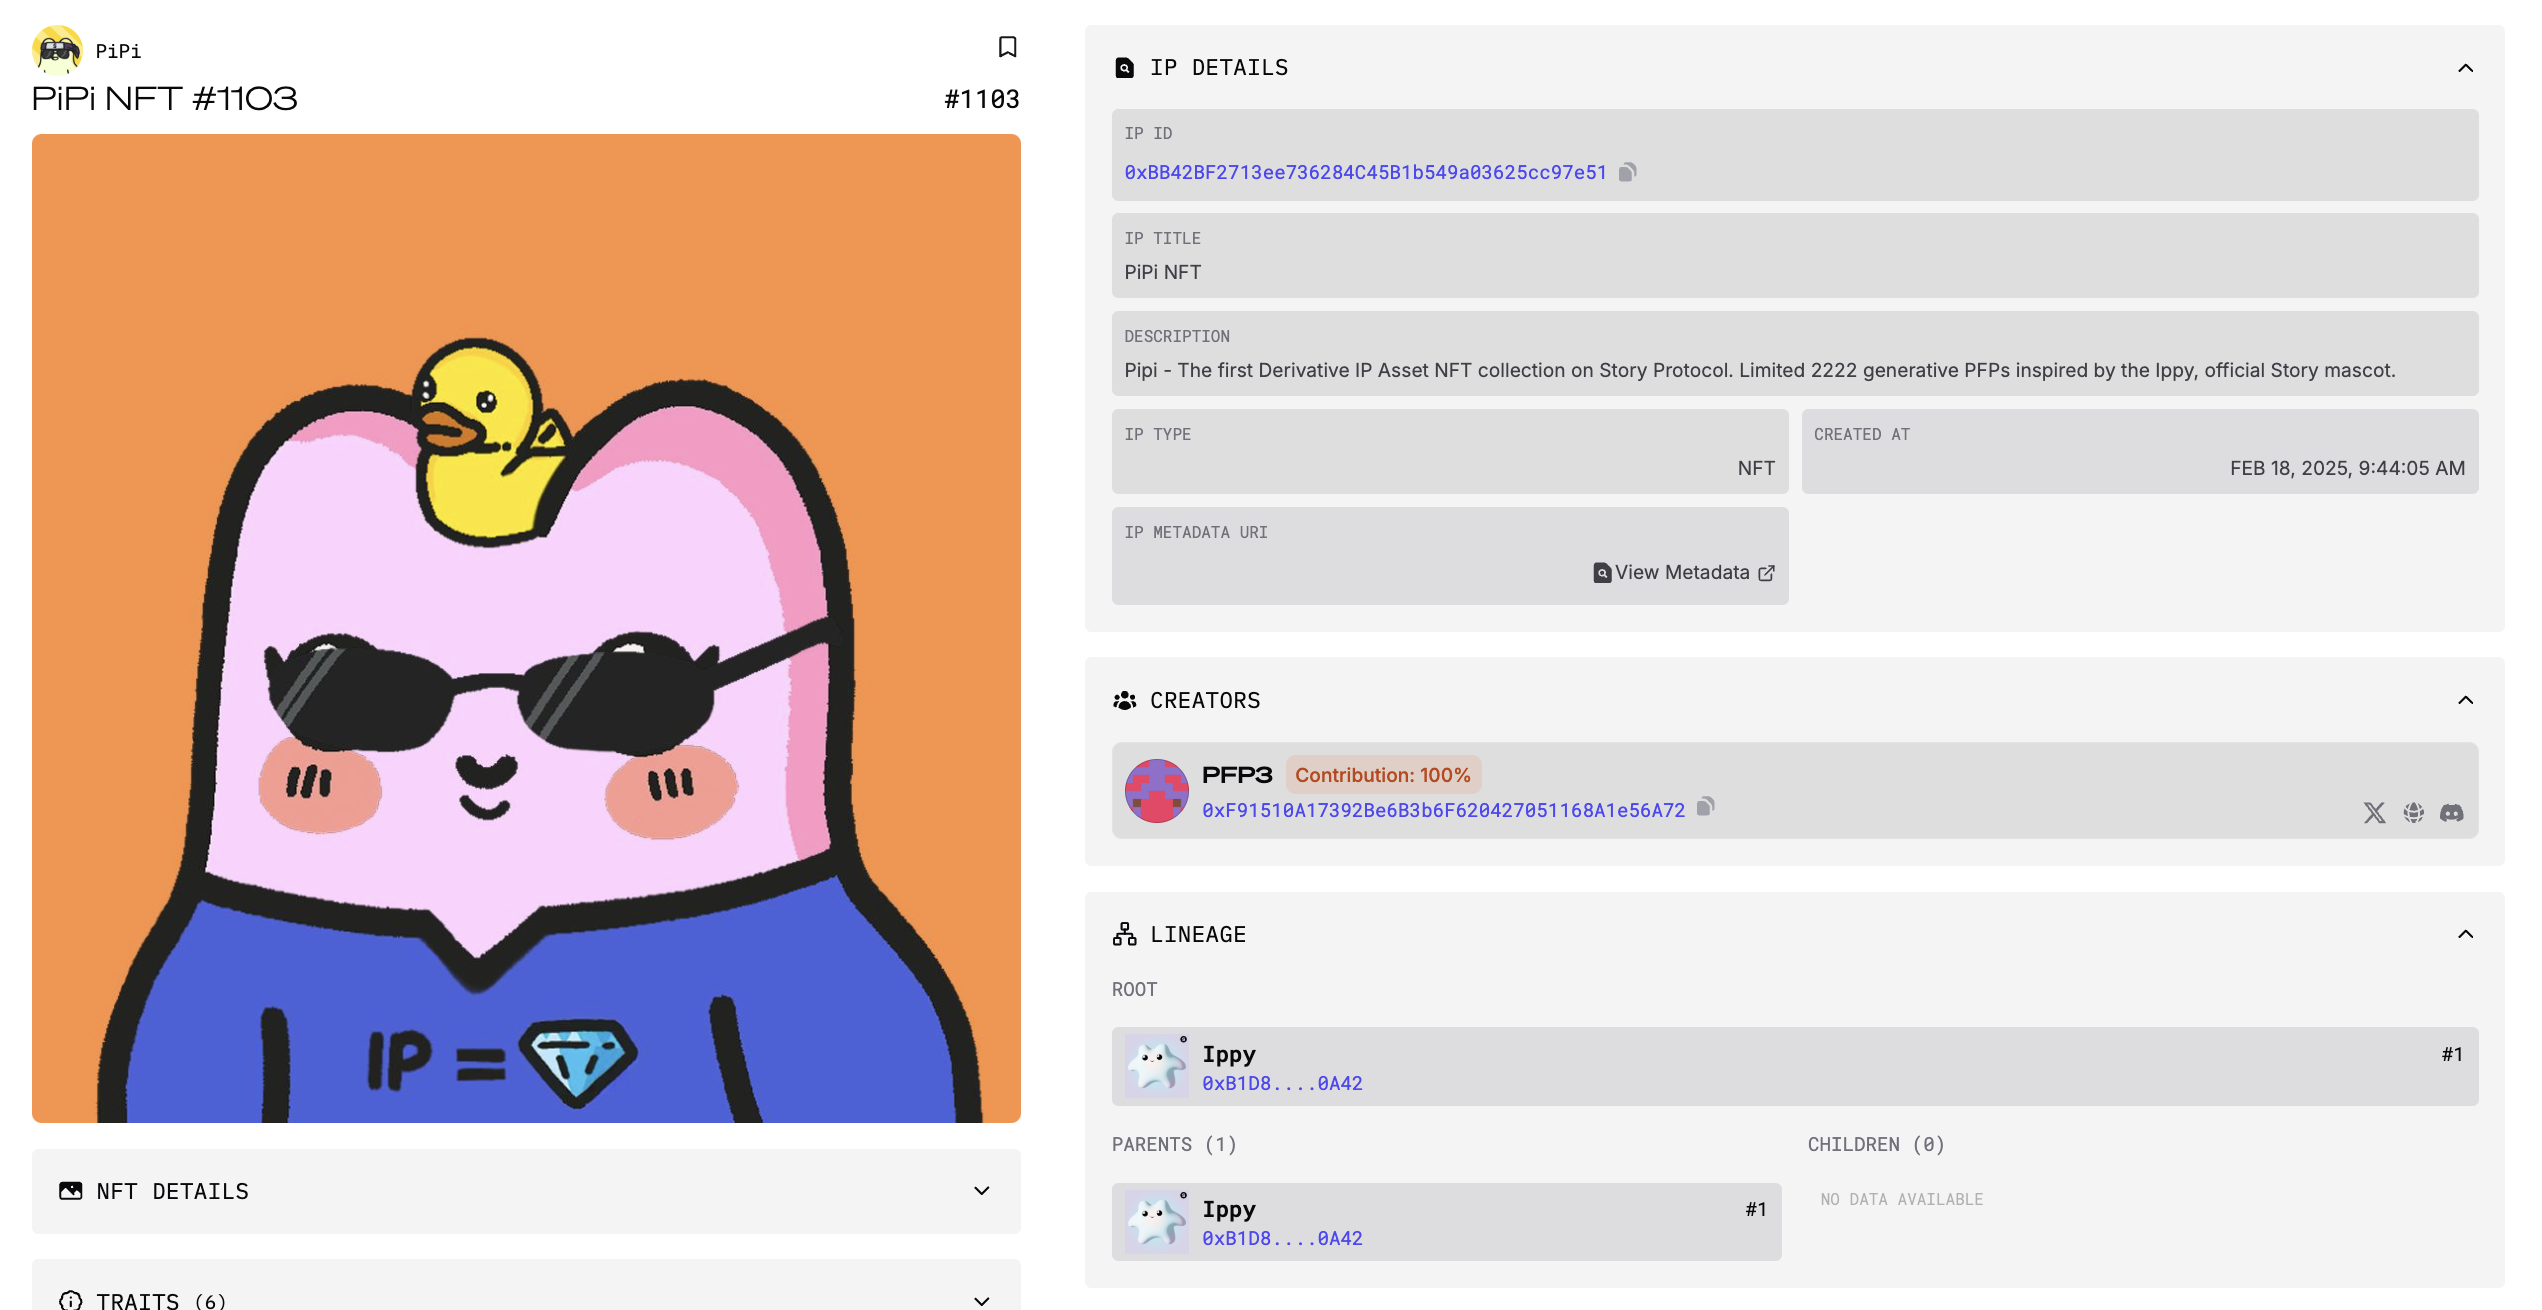 PiPi
PiPi NFT #1103
#1103
IP =
NFT DETAILS
TRAITS (6)
IP DETAILS
IP ID
0xBB42BF2713ee736284C45B1b549a03625cc97e51
IP TITLE
PiPi NFT
DESCRIPTION
Pipi - The first Derivative IP Asset NFT collection on Story Protocol. Limited 2222 generative PFPs inspired by the Ippy, official Story mascot.
IP TYPE
NFT
CREATED AT
FEB 18, 2025, 9:44:05 AM
IP METADATA URI
View Metadata
CREATORS
PFP3
Contribution: 100%
0xF91510A17392Be6B3b6F620427051168A1e56A72
LINEAGE
ROOT
Ippy
#1
0xB1D8....0A42
PARENTS (1)
Ippy
#1
0xB1D8....0A42
CHILDREN (0)
NO DATA AVAILABLE